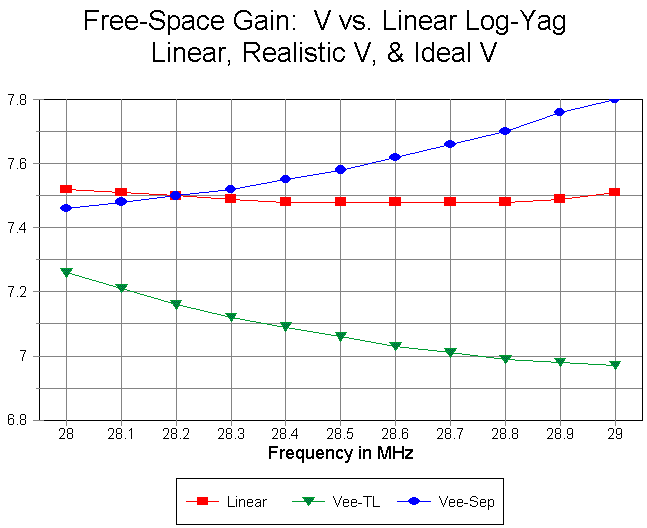 Free-Space Gain:  V vs. Linear Log-Yag
Linear, Realistic V, & Ideal V
7.8
7.6
7.4
7.2
7
6.8
28 28.1 28.2 28.3 28.4 28.5 28.6 28.7 28.8 28.9 29
Frequency in MHz
Linear Vee-TL Vee-Sep